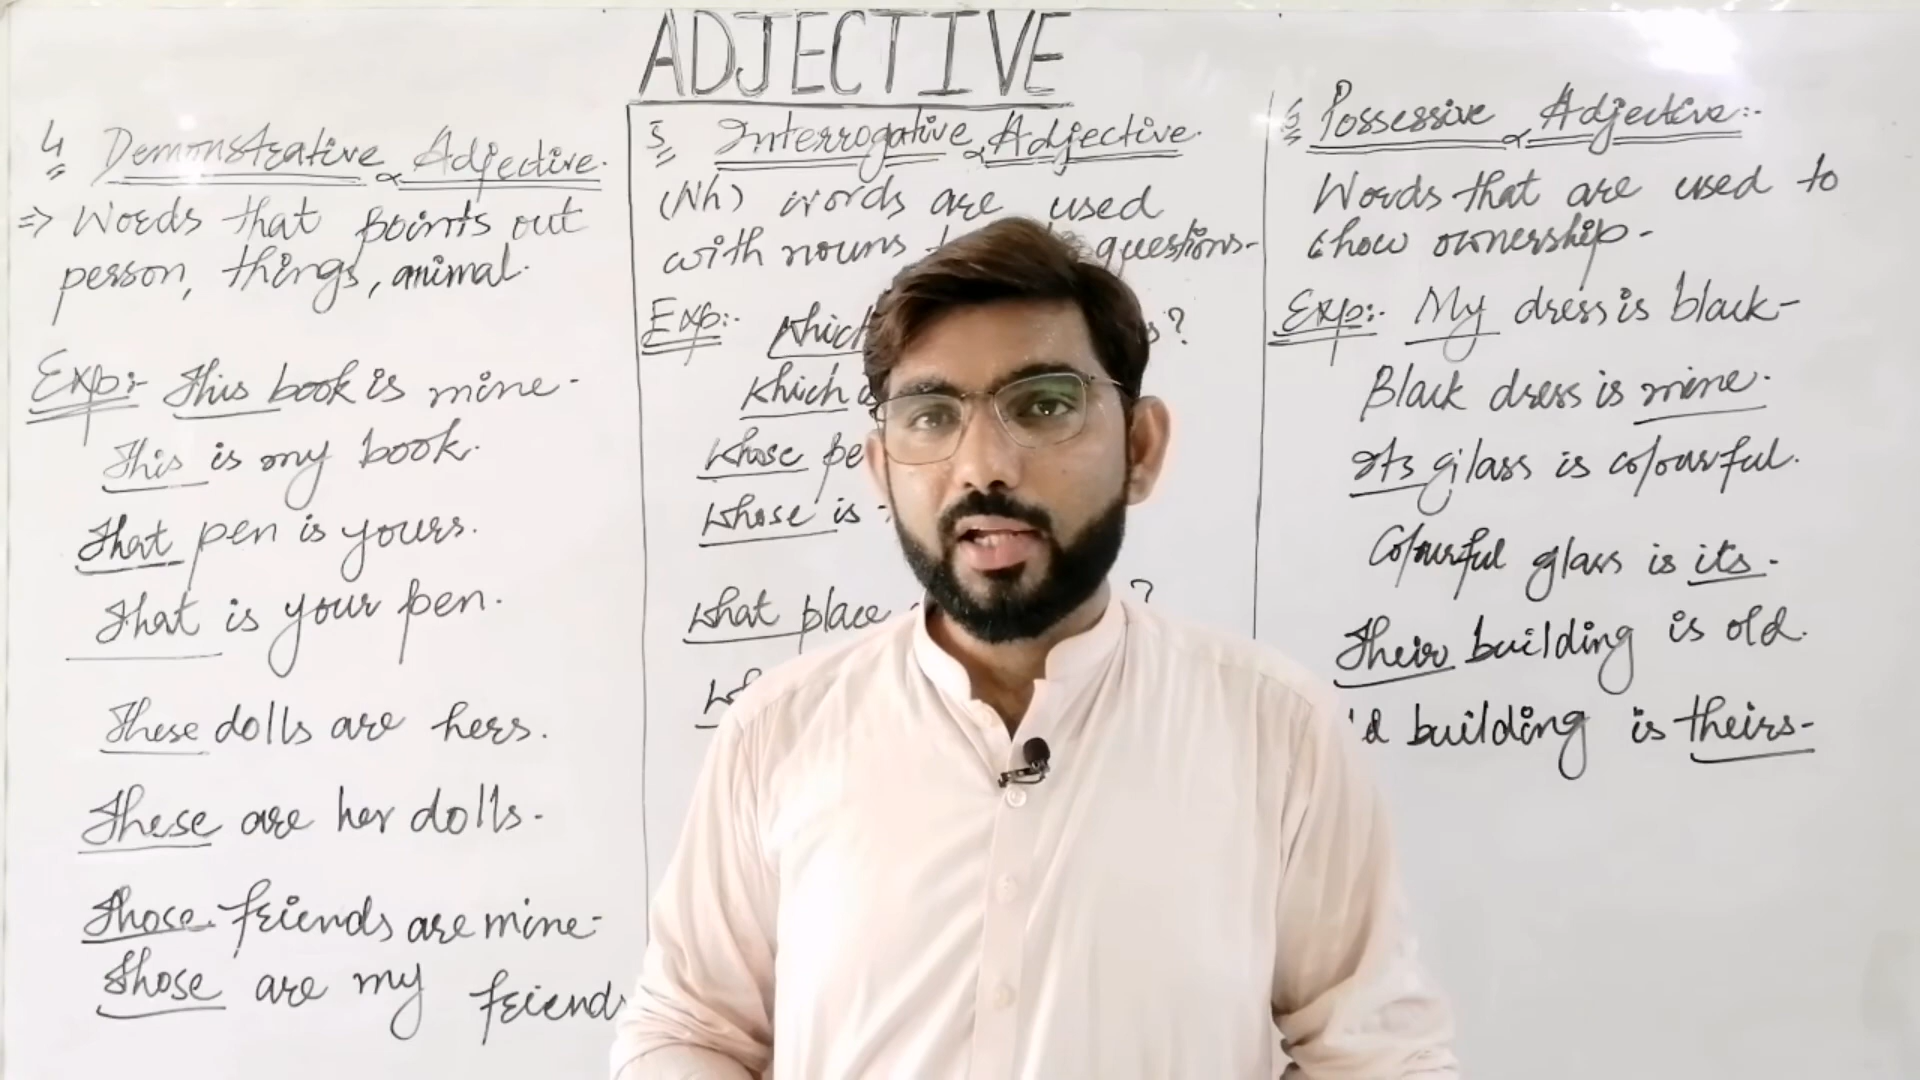 ADJECTIVE
4 Demonstrative Adjective.
=> Words that points out
person, things, animal.
Exp:- This book is mine-
This is my book.
That pen is yours.
That is your pen.
These dolls are hers.
These are her dolls-
Those friends are mine-
Those are my friends
5 Interrogative Adjective.
(Wh) words are used
with nouns questions-
Exp:- Which ?
Which
Whose
Whose is
What place ?
Possessive Adjective:-
Words that are used to
show ownership-
Exp:- My dress is black-
Black dress is mine.
Its glass is colourful.
Colourful glass is its.
Their building is old.
building is theirs-